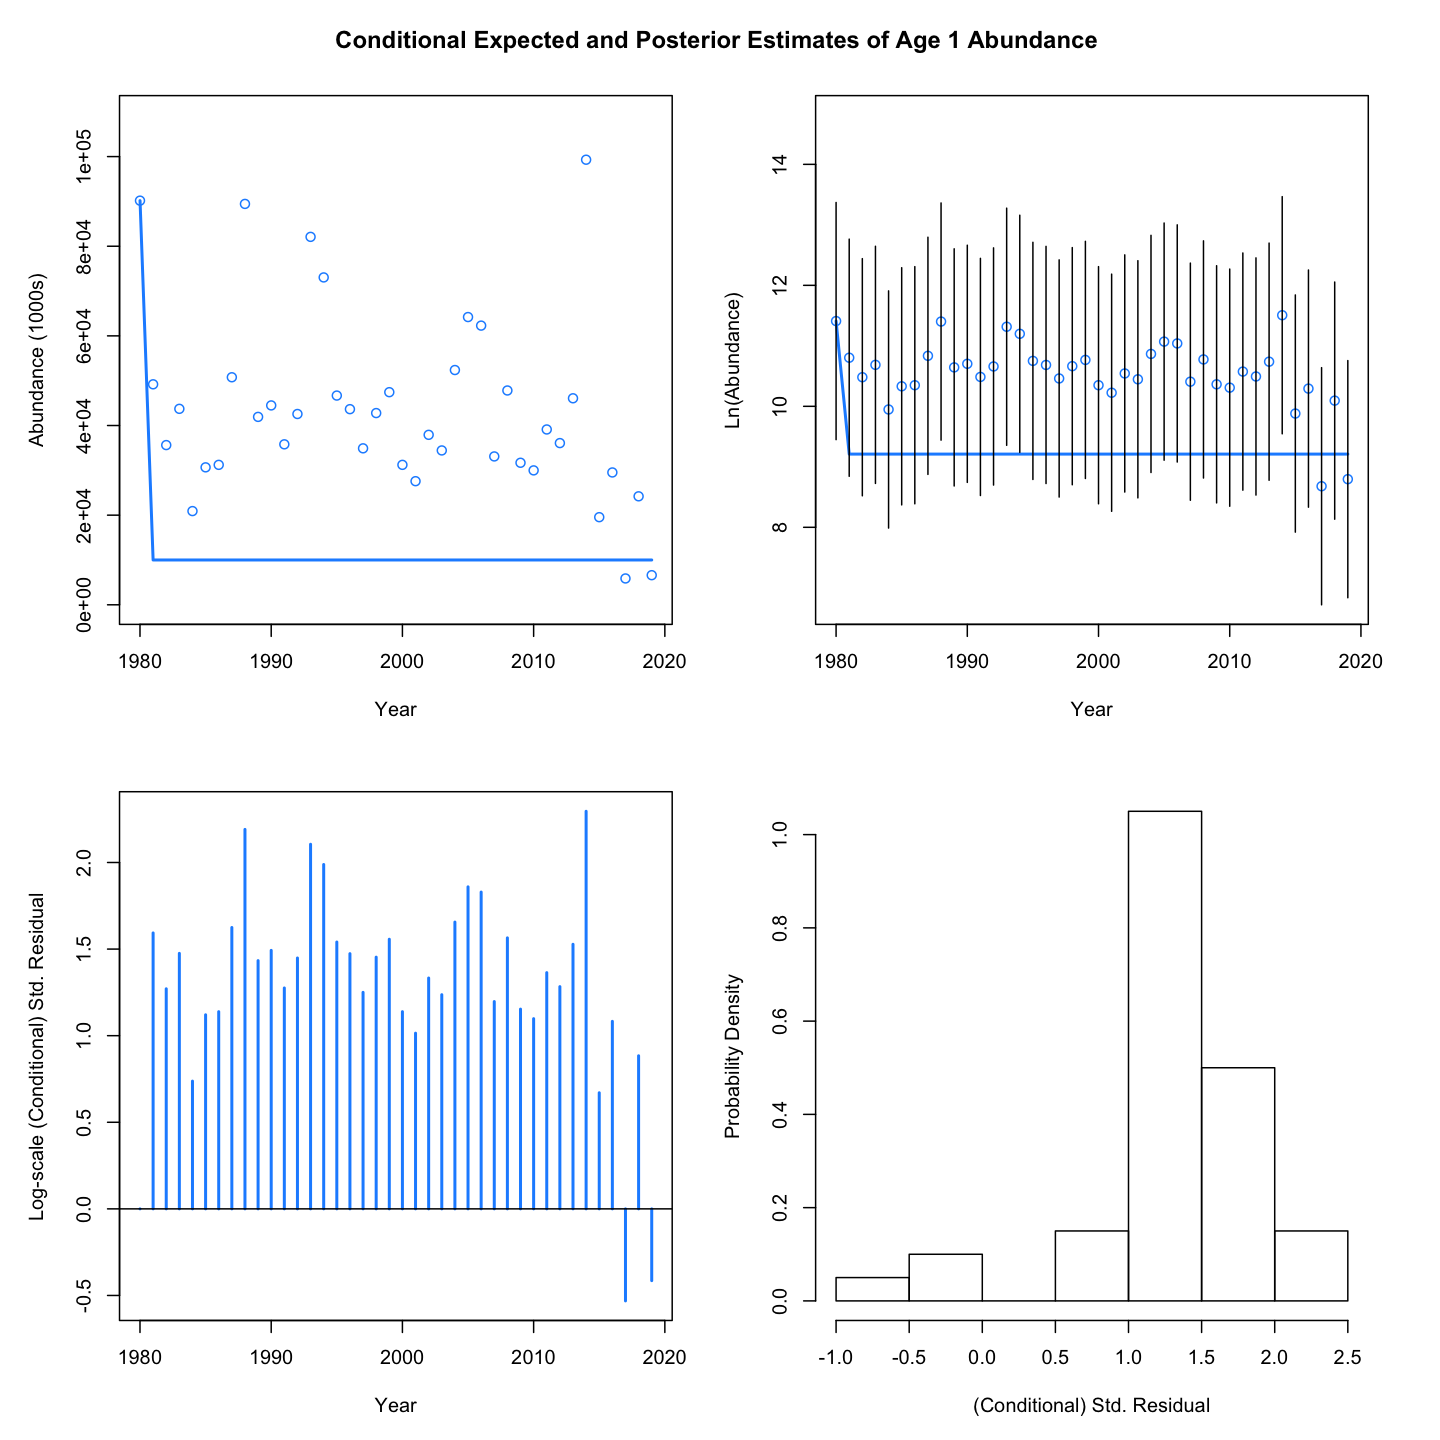 Conditional Expected and Posterior Estimates of Age 1 Abundance
Abundance (1000s)
0e+00 2e+04 4e+04 6e+04 8e+04 1e+05
1980 1990 2000 2010 2020
Year
Ln(Abundance)
8 10 12 14
1980 1990 2000 2010 2020
Year
Log-scale (Conditional) Std. Residual
-0.5 0.0 0.5 1.0 1.5 2.0
1980 1990 2000 2010 2020
Year
Probability Density
0.0 0.2 0.4 0.6 0.8 1.0
-1.0 -0.5 0.0 0.5 1.0 1.5 2.0 2.5
(Conditional) Std. Residual